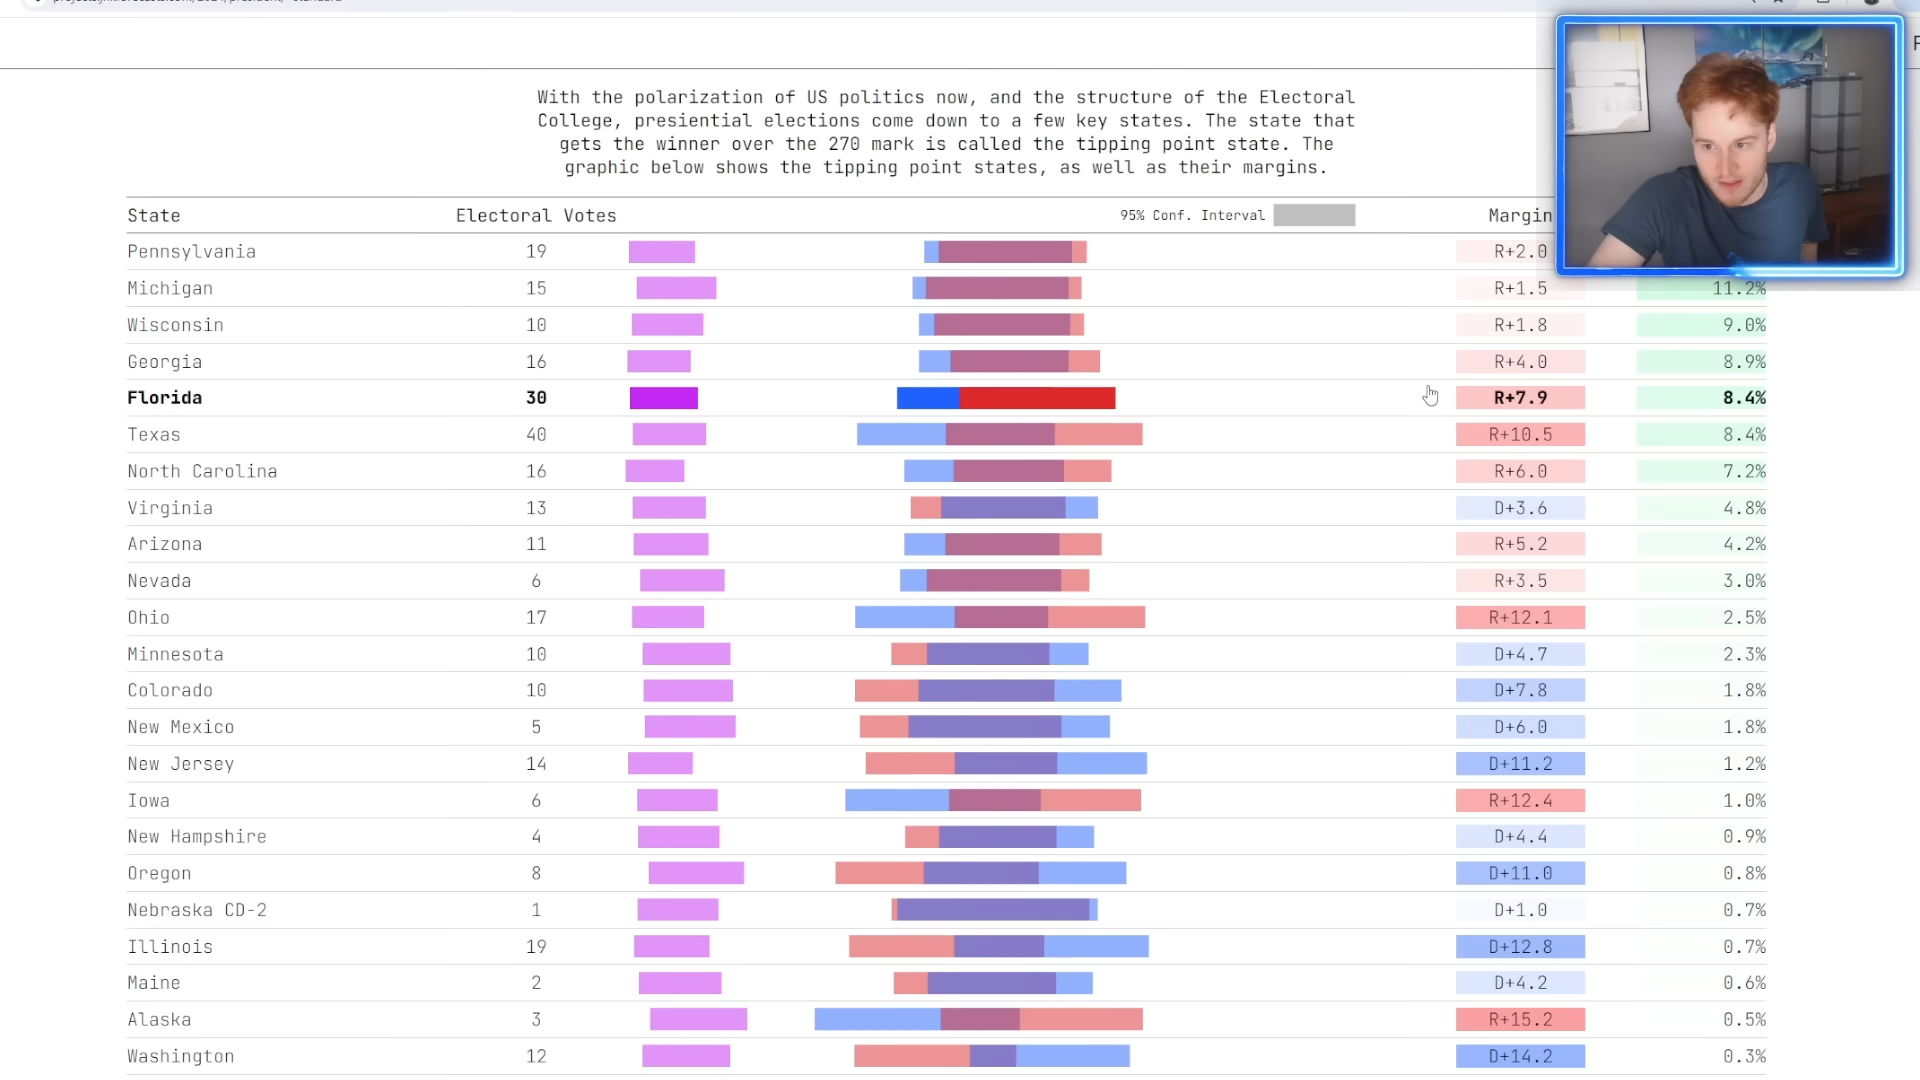 With the polarization of US politics now, and the structure of the Electoral
College, presiential elections come down to a few key states. The state that
gets the winner over the 270 mark is called the tipping point state. The
graphic below shows the tipping point states, as well as their margins.
State Electoral Votes 95% Conf. Interval Margin
Pennsylvania 19 R+2.0
Michigan 15 R+1.5 11.2%
Wisconsin 10 R+1.8 9.0%
Georgia 16 R+4.0 8.9%
Florida 30 R+7.9 8.4%
Texas 40 R+10.5 8.4%
North Carolina 16 R+6.0 7.2%
Virginia 13 D+3.6 4.8%
Arizona 11 R+5.2 4.2%
Nevada 6 R+3.5 3.0%
Ohio 17 R+12.1 2.5%
Minnesota 10 D+4.7 2.3%
Colorado 10 D+7.8 1.8%
New Mexico 5 D+6.0 1.8%
New Jersey 14 D+11.2 1.2%
Iowa 6 R+12.4 1.0%
New Hampshire 4 D+4.4 0.9%
Oregon 8 D+11.0 0.8%
Nebraska CD-2 1 D+1.0 0.7%
Illinois 19 D+12.8 0.7%
Maine 2 D+4.2 0.6%
Alaska 3 R+15.2 0.5%
Washington 12 D+14.2 0.3%